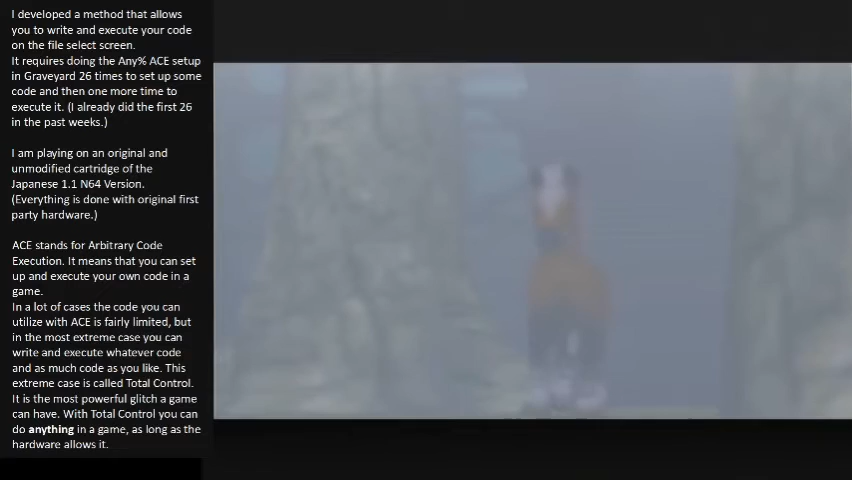 I developed a method that allows
you to write and execute your code
on the file select screen.
It requires doing the Any% ACE setup
in Graveyard 26 times to set up some
code and then one more time to
execute it. (I already did the first 26
in the past weeks.)
I am playing on an original and
unmodified cartridge of the
Japanese 1.1 N64 Version.
(Everything is done with original first
party hardware.)
ACE stands for Arbitrary Code
Execution. It means that you can set
up and execute your own code in a
game.
In a lot of cases the code you can
utilize with ACE is fairly limited, but
in the most extreme case you can
write and execute whatever code
and as much code as you like. This
extreme case is called Total Control.
It is the most powerful glitch a game
can have. With Total Control you can
do anything in a game, as long as the
hardware allows it.